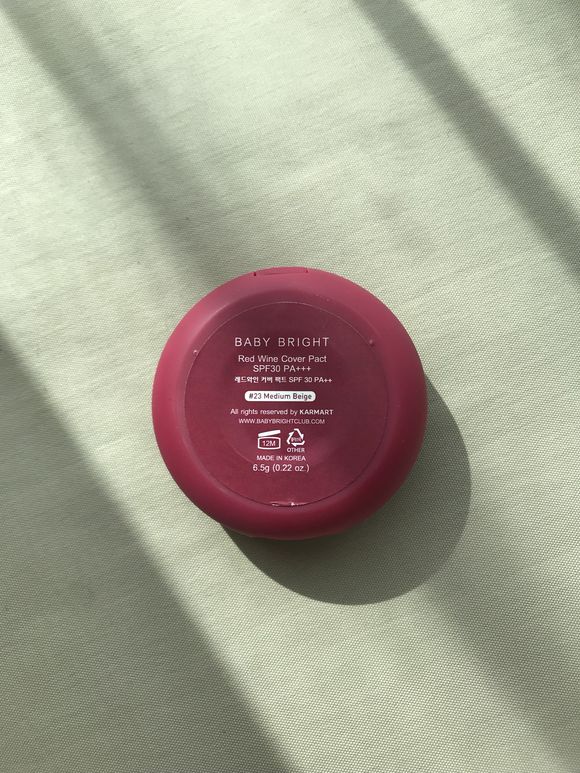 BABY BRIGHT
Red Wine Cover Pact
SPF30 PA+++
레드와인 커버 팩트 SPF 30 PA++
#23 Medium Beige
All rights reserved by KARMART
WWW.BABYBRIGHTCLUB.COM
12M
OTHER
MADE IN KOREA
6.5g (0.22 oz.)